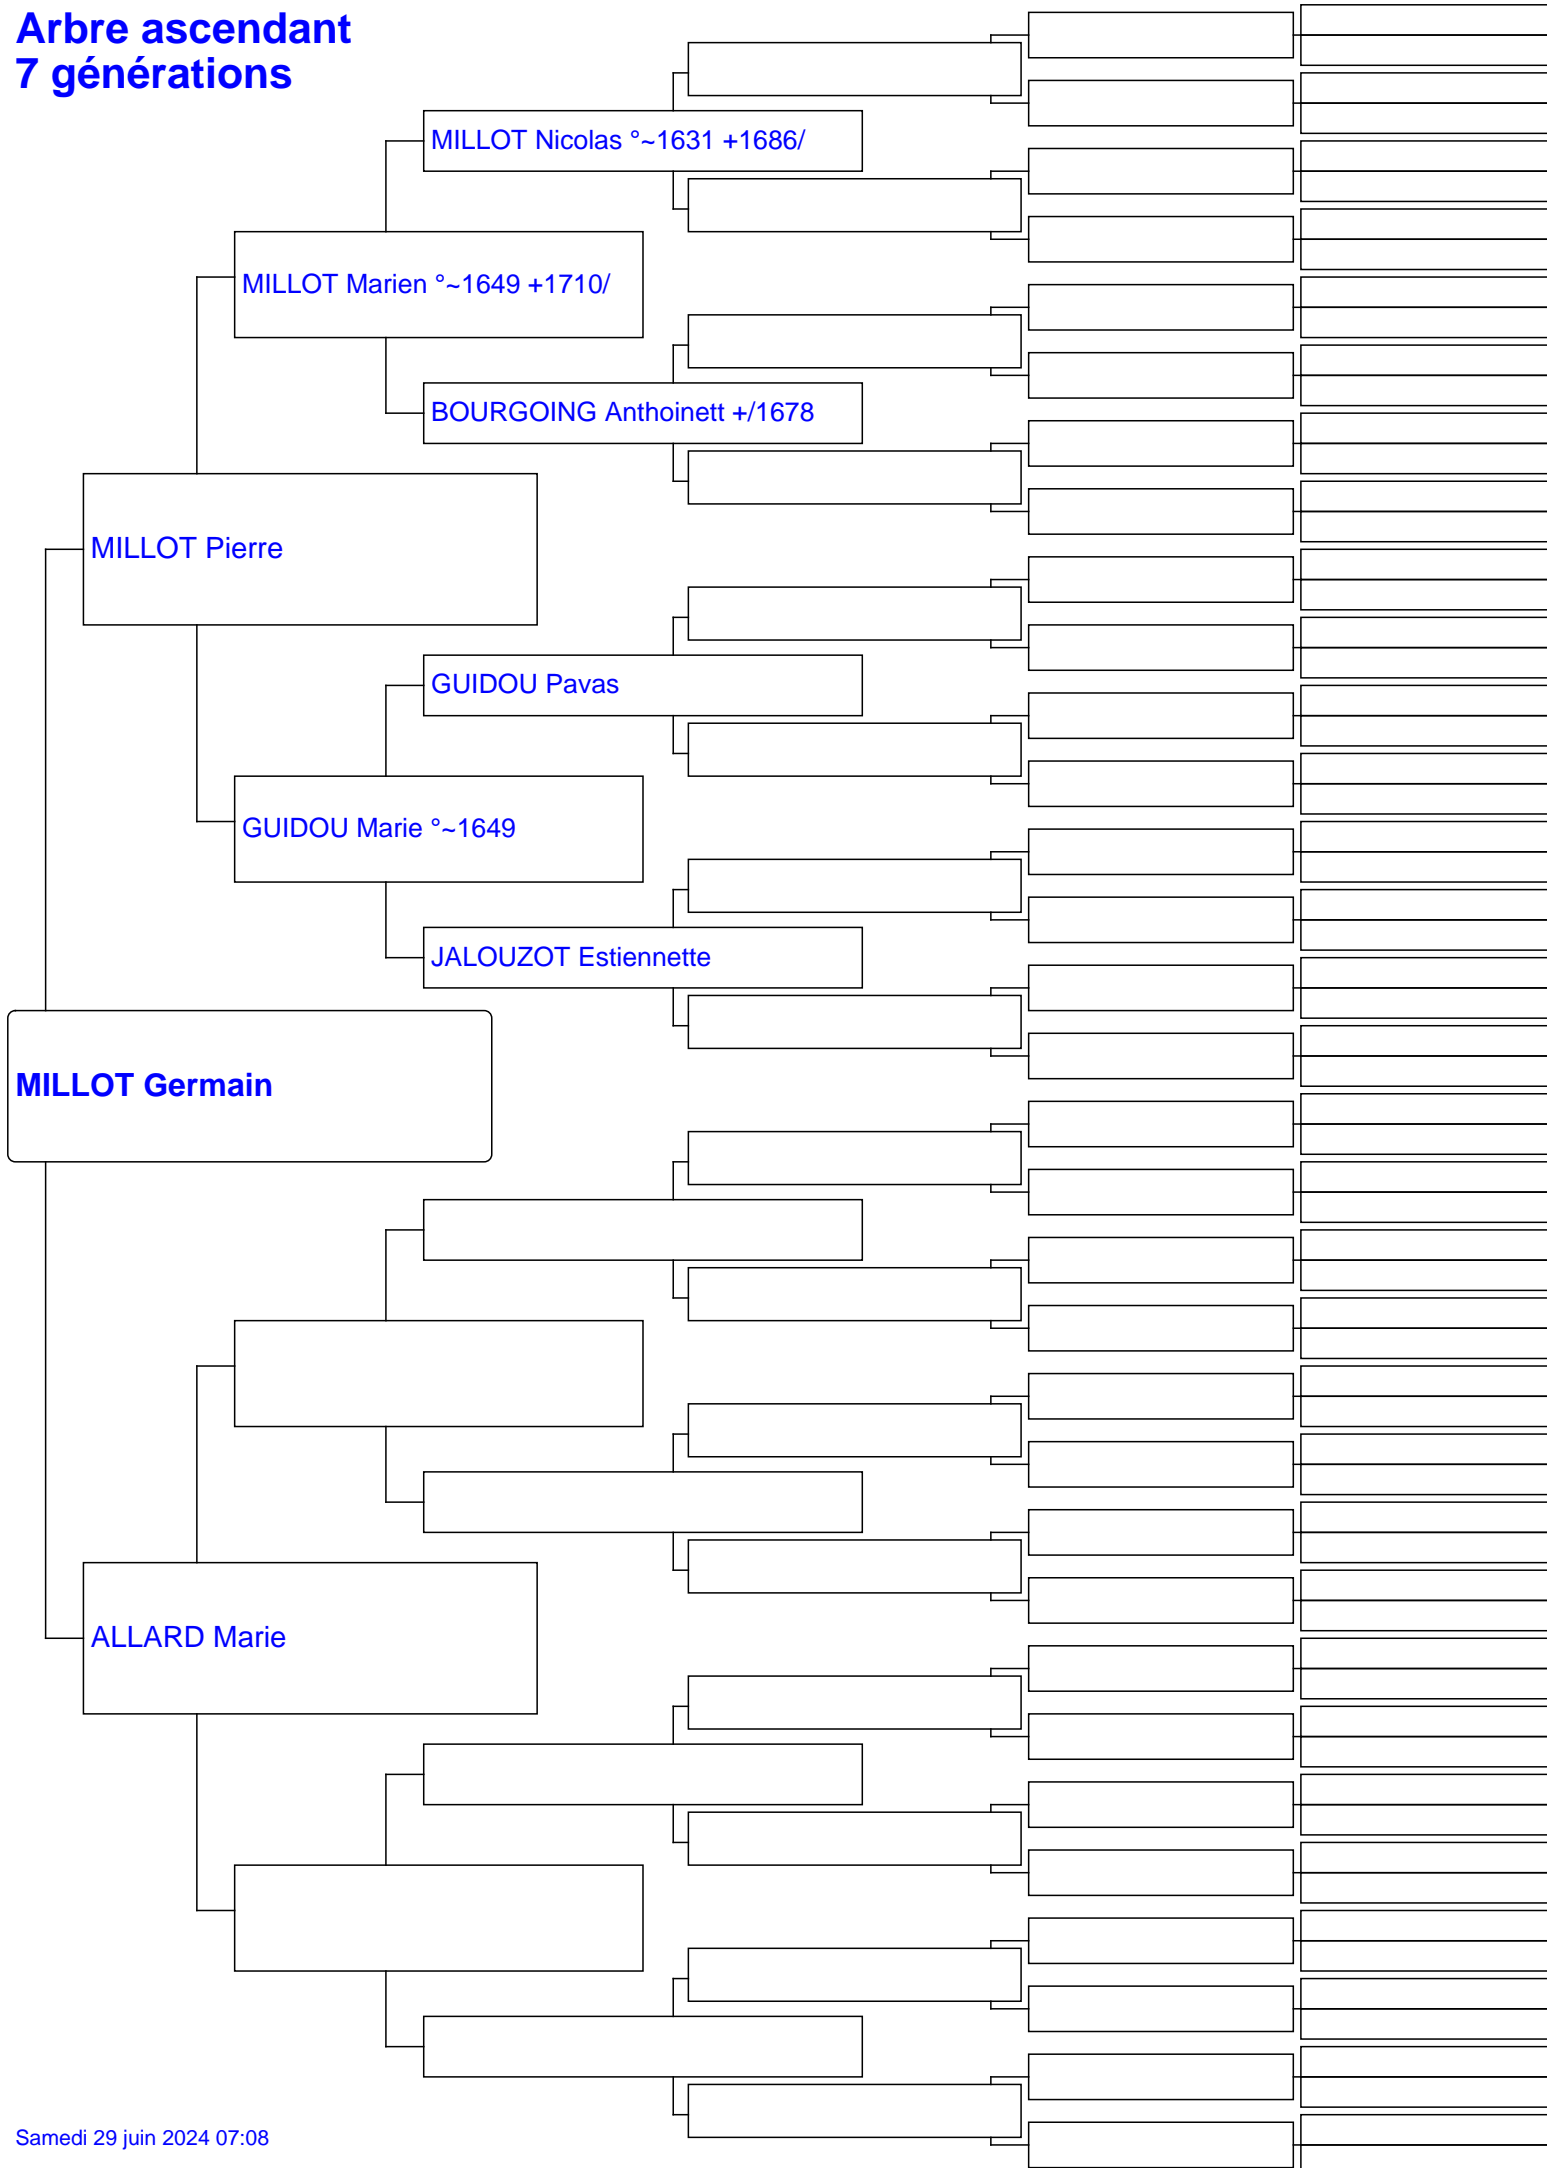 Arbre ascendant
7 générations
MILLOT Nicolas °~1631 +1686/
MILLOT Marien °~1649 +1710/
BOURGOING Anthoinett +/1678
MILLOT Pierre
GUIDOU Pavas
GUIDOU Marie °~1649
JALOUZOT Estiennette
MILLOT Germain
ALLARD Marie
Samedi 29 juin 2024 07:08